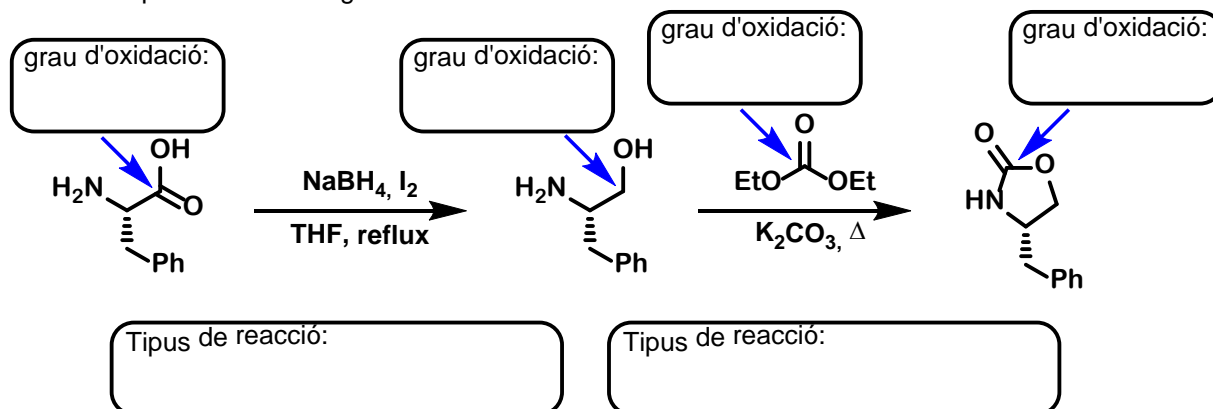 grau d'oxidació:
grau d'oxidació:
grau d'oxidació:
grau d'oxidació:
OH
H2N
O
Ph
NaBH4, I2
THF, reflux
OH
H2N
Ph
O
EtO OEt
K2CO3, Δ
O
O
HN
Ph
Tipus de reacció:
Tipus de reacció: